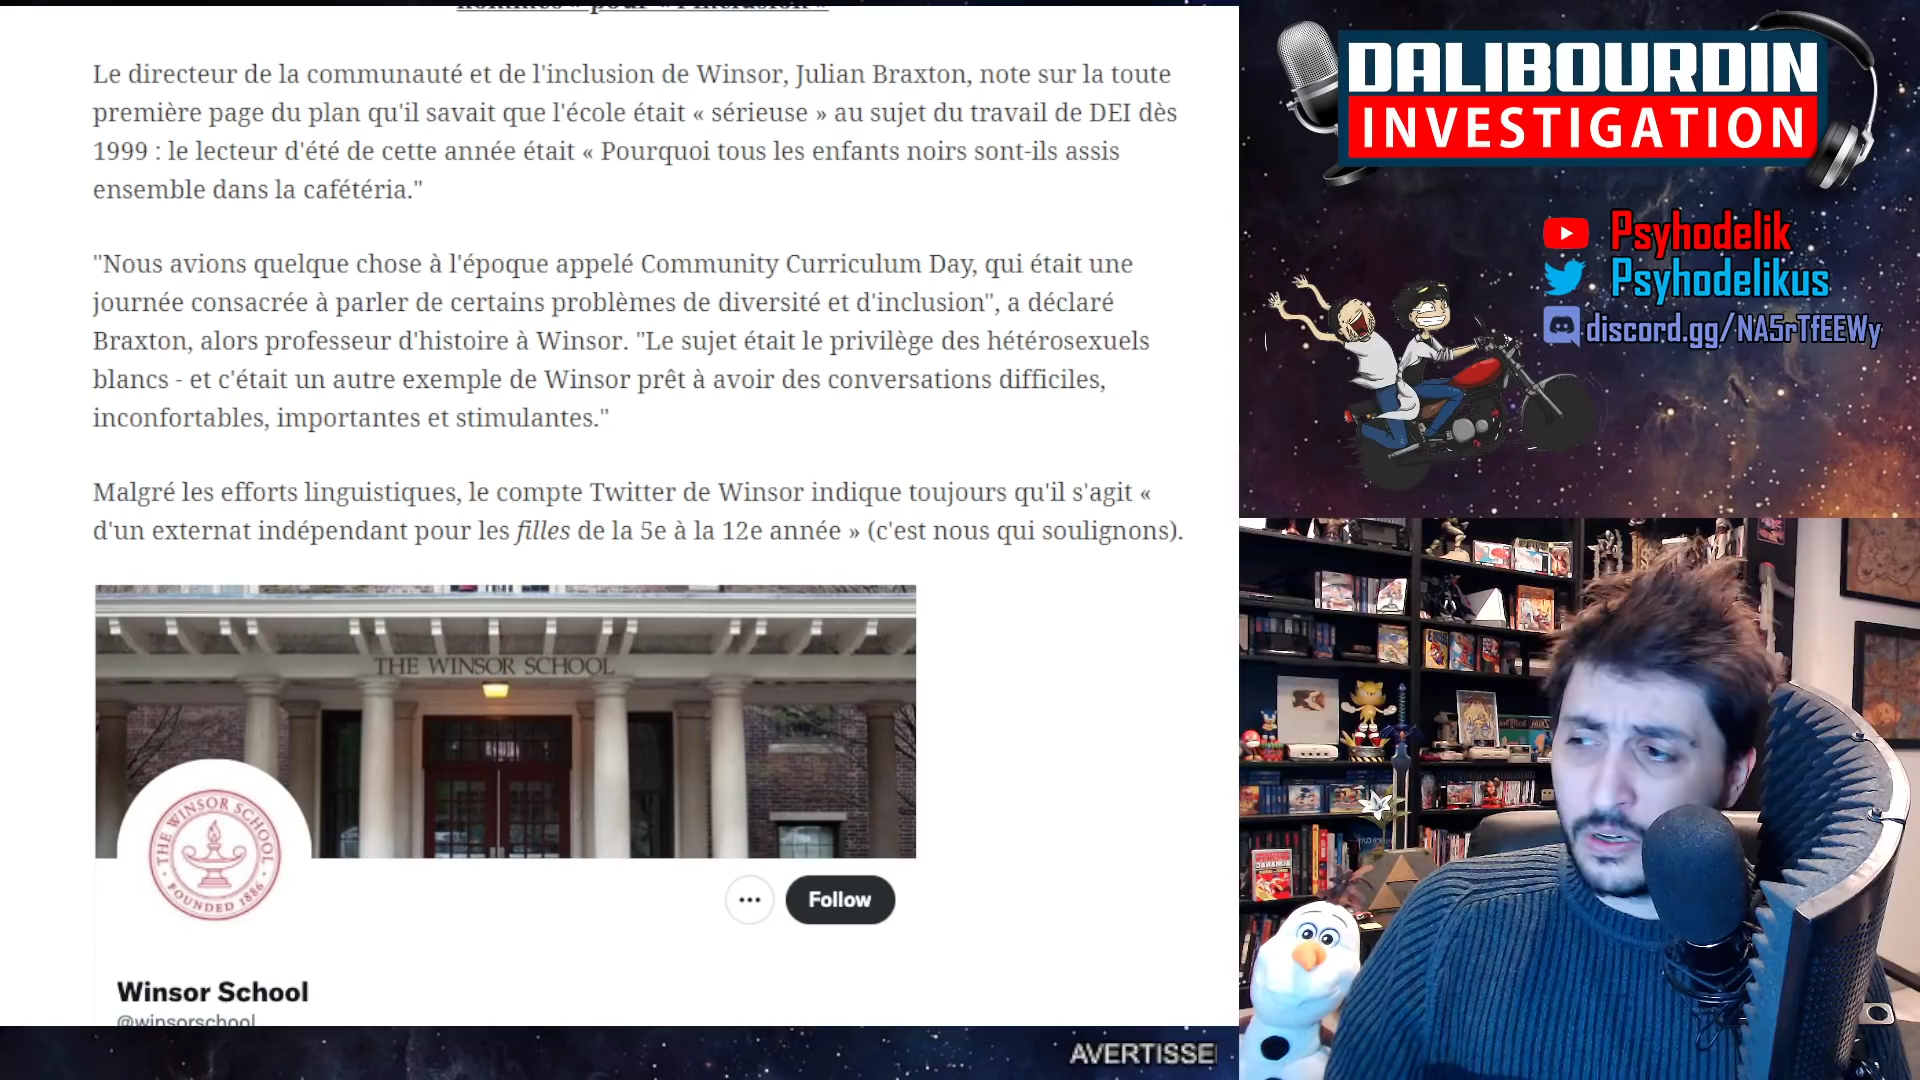 hommes » pour « l'inclusion »
Le directeur de la communauté et de l'inclusion de Winsor, Julian Braxton, note sur la toute
première page du plan qu'il savait que l'école était « sérieuse » au sujet du travail de DEI dès
1999 : le lecteur d'été de cette année était « Pourquoi tous les enfants noirs sont-ils assis
ensemble dans la cafétéria."
"Nous avions quelque chose à l'époque appelé Community Curriculum Day, qui était une
journée consacrée à parler de certains problèmes de diversité et d'inclusion", a déclaré
Braxton, alors professeur d'histoire à Winsor. "Le sujet était le privilège des hétérosexuels
blancs - et c'était un autre exemple de Winsor prêt à avoir des conversations difficiles,
inconfortables, importantes et stimulantes."
Malgré les efforts linguistiques, le compte Twitter de Winsor indique toujours qu'il s'agit «
d'un externat indépendant pour les filles de la 5e à la 12e année » (c'est nous qui soulignons).
THE WINSOR SCHOOL
THE WINSOR SCHOOL
FOUNDED 1886
Follow
Winsor School
@winsorschool
AVERTISSE
DALIBOURDIN
INVESTIGATION
Psyhodelik
Psyhodelikus
discord.gg/NA5rTfEEWy